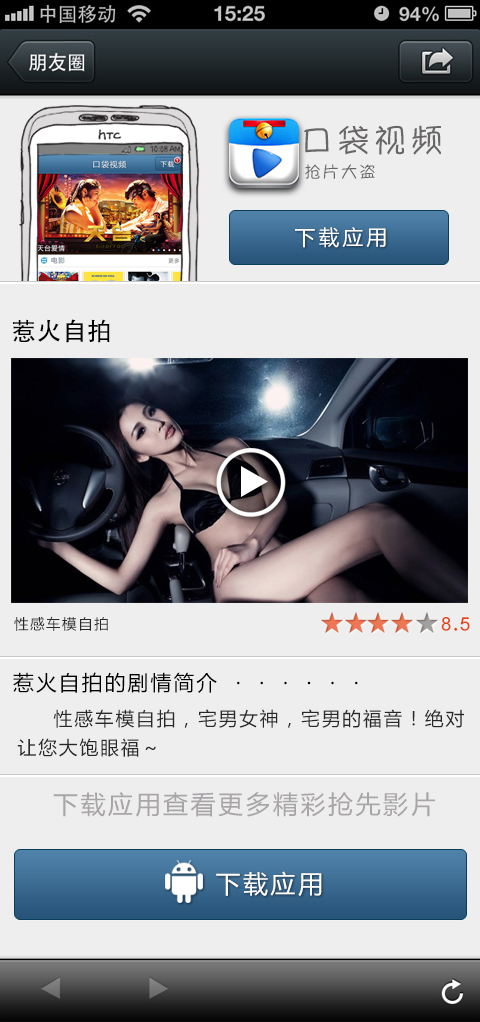 中国移动 15:25 94%
朋友圈
hTC
10:08 AM
口袋视频 下载
天台
天台爱情
电影 更多
口袋视频
抢片大盗
下载应用
惹火自拍
性感车模自拍 8.5
惹火自拍的剧情简介 · · · · · ·
性感车模自拍，宅男女神，宅男的福音！绝对
让您大饱眼福～
下载应用查看更多精彩抢先影片
下载应用